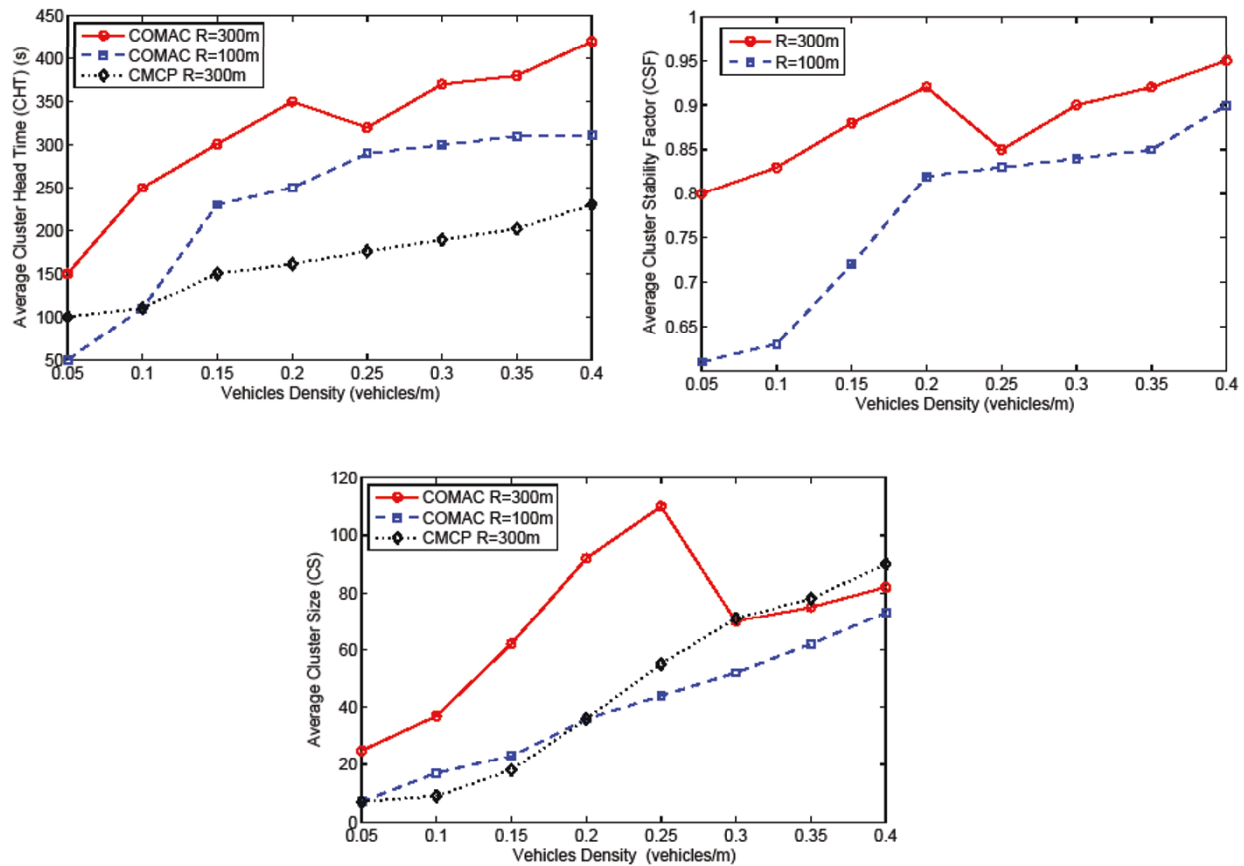 450
400
350
300
250
200
150
100
50
Average Cluster Head Time (CHT) (s)
COMAC R=300m
COMAC R=100m
CMCP R=300m
0.05 0.1 0.15 0.2 0.25 0.3 0.35 0.4
Vehicles Density (vehicles/m)
1
0.95
0.9
0.85
0.8
0.75
0.7
0.65
Average Cluster Stability Factor (CSF)
R=300m
R=100m
0.05 0.1 0.15 0.2 0.25 0.3 0.35 0.4
Vehicles Density (vehicles/m)
120
100
80
60
40
20
0
Average Cluster Size (CS)
COMAC R=300m
COMAC R=100m
CMCP R=300m
0.05 0.1 0.15 0.2 0.25 0.3 0.35 0.4
Vehicles Density (vehicles/m)